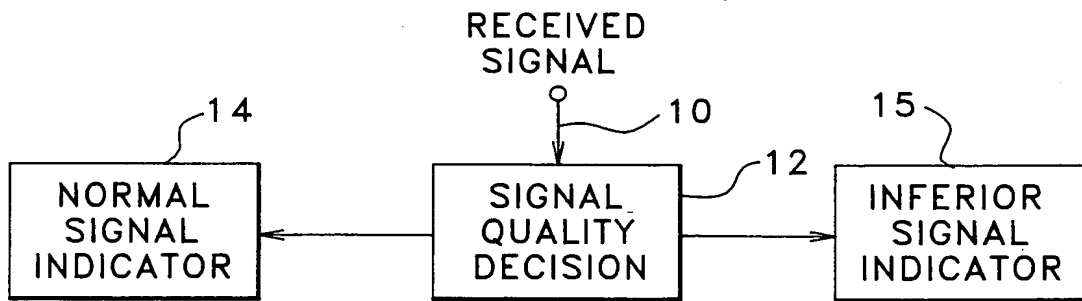 RECEIVED
SIGNAL
14
10
15
12
NORMAL
SIGNAL
INDICATOR
SIGNAL
QUALITY
DECISION
INFERIOR
SIGNAL
INDICATOR